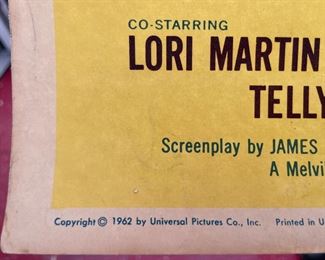 CO-STARRING
LORI MARTIN
TELLY
Screenplay by JAMES
A Melvi
Copyright © 1962 by Universal Pictures Co., Inc. Printed in U